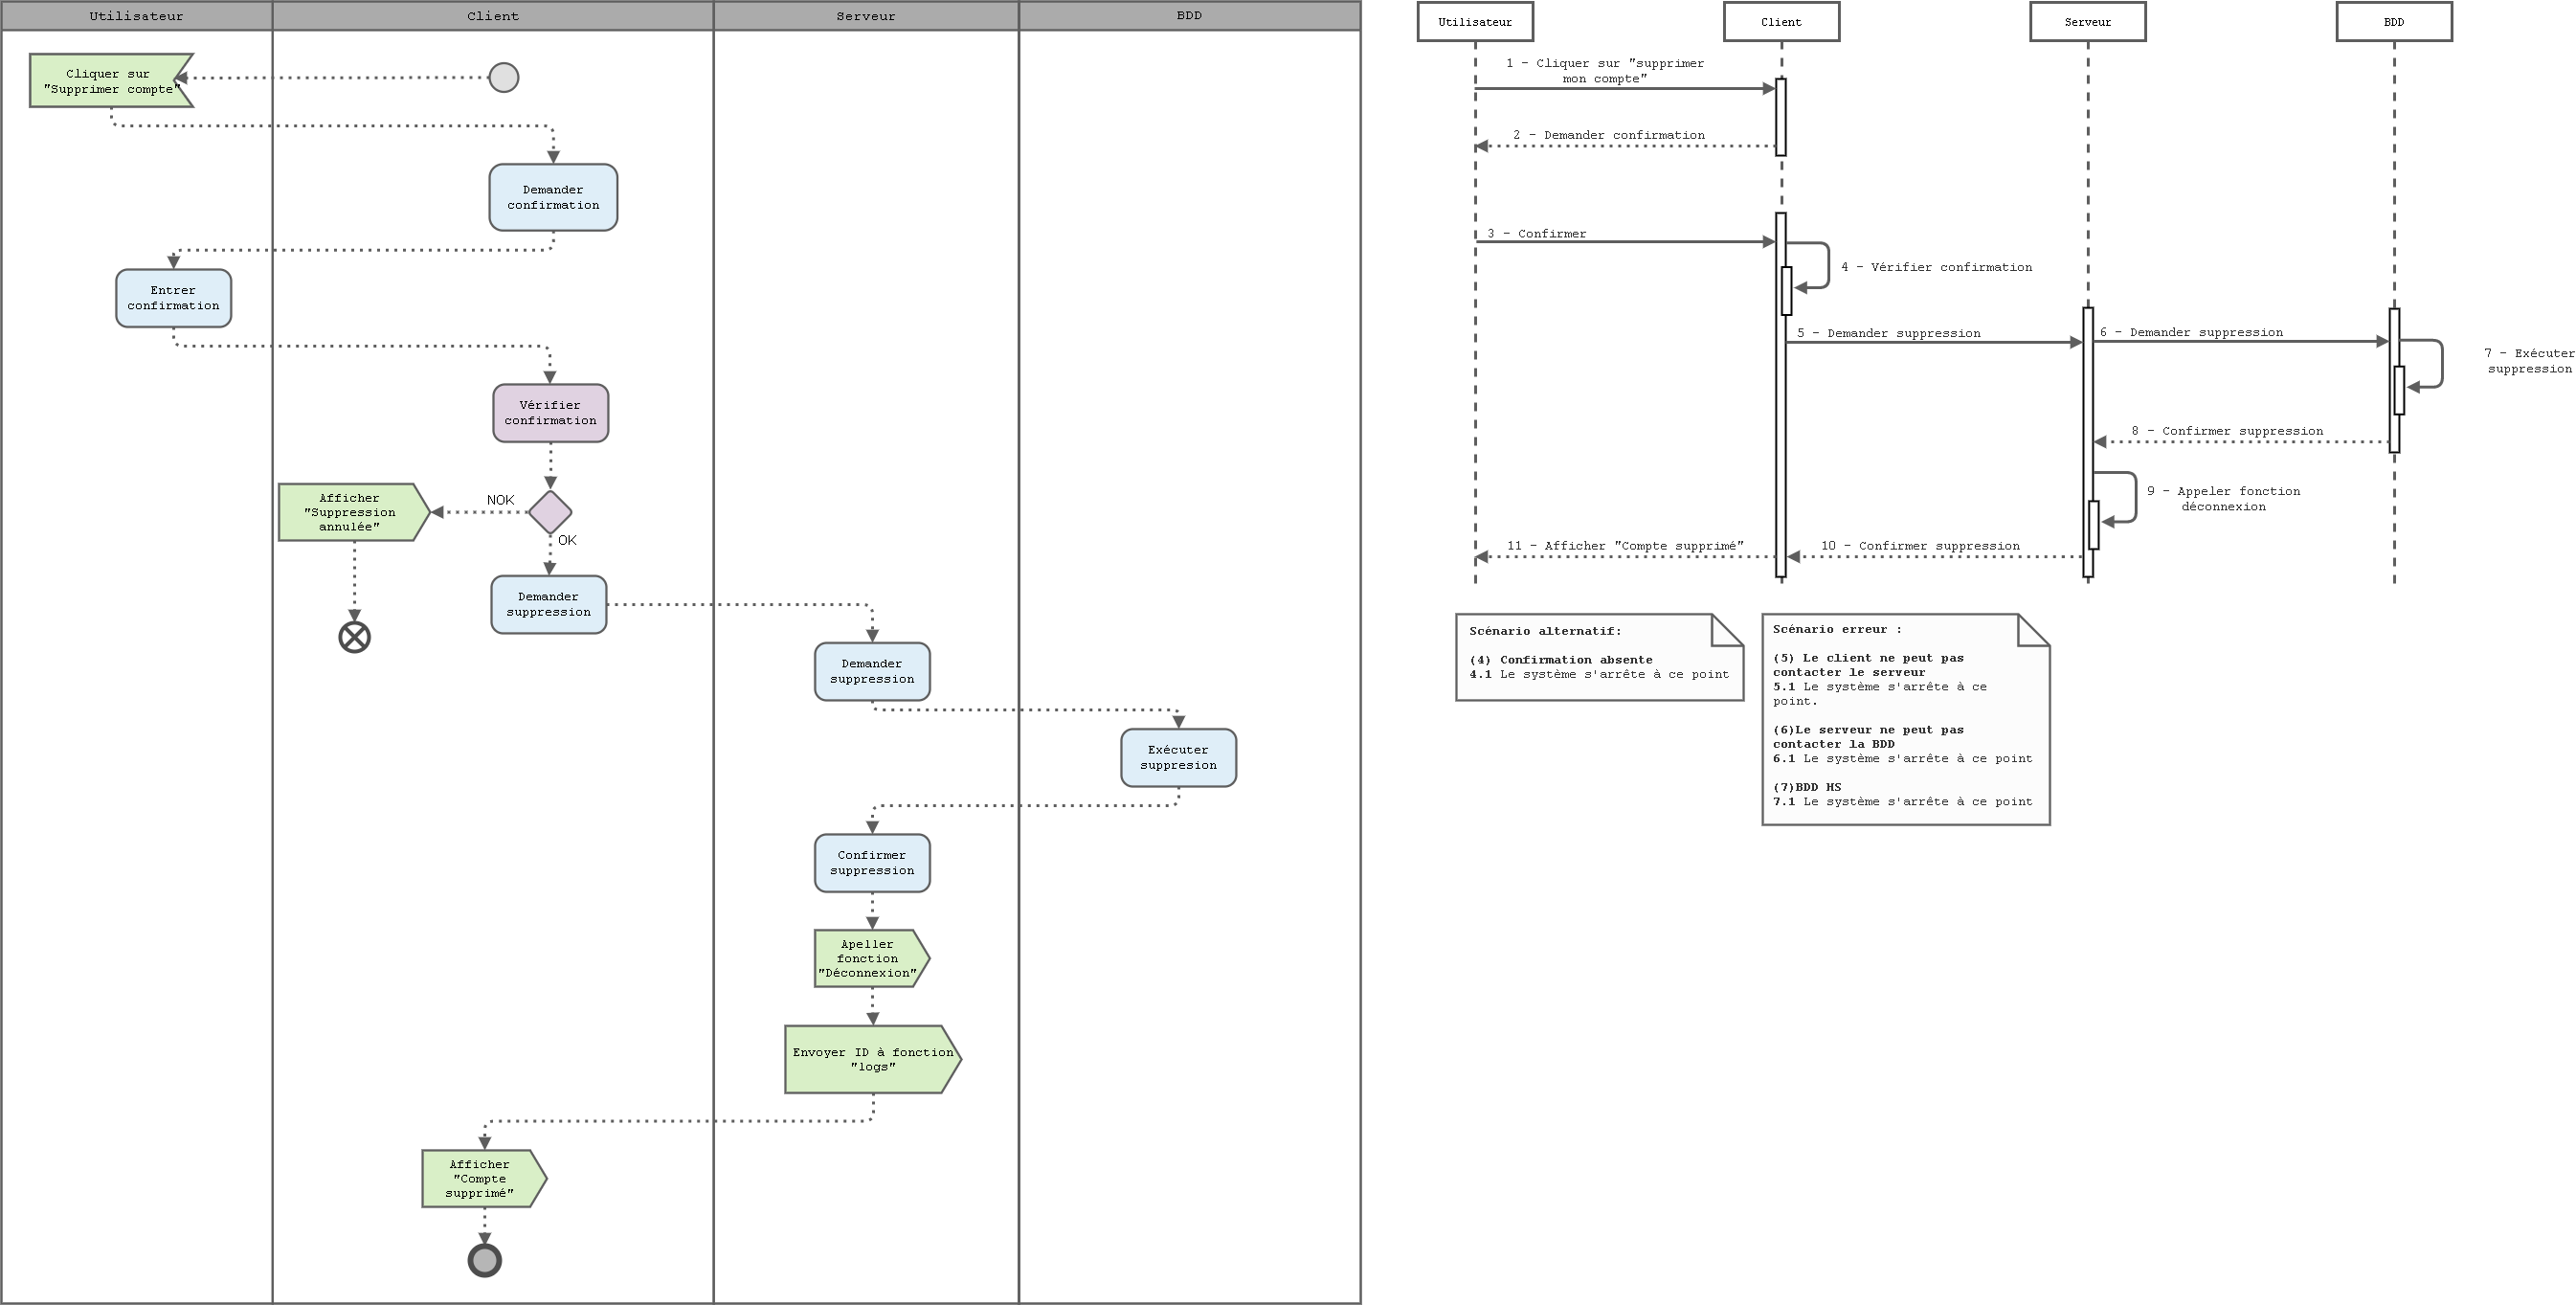 Utilisateur
Client
Serveur
BDD
Cliquer sur
"Supprimer compte"
Demander
confirmation
Entrer
confirmation
Vérifier
confirmation
NOK
OK
Afficher
"Suppression
annulée"
Demander
suppression
Demander
suppression
Exécuter
suppresion
Confirmer
suppression
Apeller
fonction
"Déconnexion"
Envoyer ID à fonction
"logs"
Afficher
"Compte
supprimé"
Utilisateur
Client
Serveur
BDD
1 - Cliquer sur "supprimer
mon compte"
2 - Demander confirmation
3 - Confirmer
4 - Vérifier confirmation
5 - Demander suppression
6 - Demander suppression
7 - Exécuter
suppression
8 - Confirmer suppression
9 - Appeler fonction
déconnexion
11 - Afficher "Compte supprimé"
10 - Confirmer suppression
Scénario alternatif:
(4) Confirmation absente
4.1 Le système s'arrête à ce point
Scénario erreur :
(5) Le client ne peut pas
contacter le serveur
5.1 Le système s'arrête à ce
point.
(6)Le serveur ne peut pas
contacter la BDD
6.1 Le système s'arrête à ce point
(7)BDD HS
7.1 Le système s'arrête à ce point